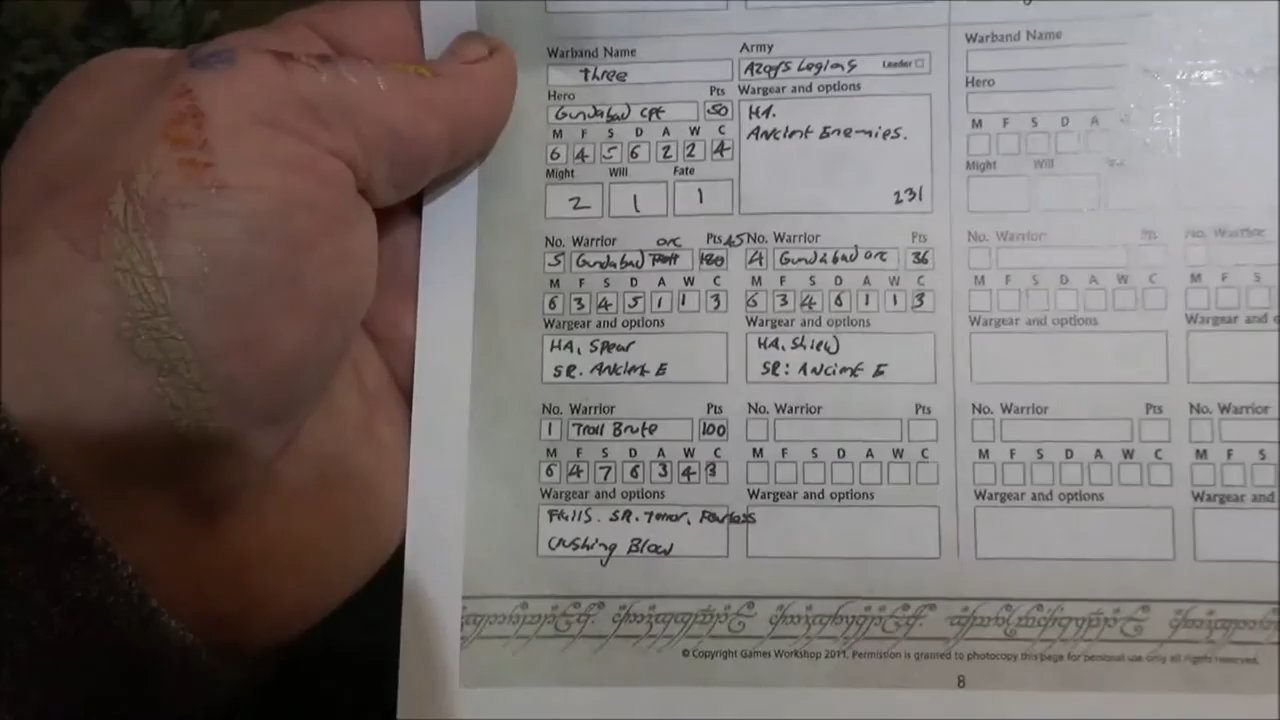 Warband Name
Three
Army
Azogs Legions Leader
Hero Pts
Gundabad Cpt 50
M F S D A W C
6 4 5 6 2 2 4
Might Will Fate
2 1 1
Wargear and options
HA.
Ancient Enemies.
231
No. Warrior Pts 45
5 Gundabad orc
M F S D A W C
6 3 4 5 1 1 3
Wargear and options
HA, Spear
SR. Ancient E
No. Warrior Pts
4 Gundabad orc 36
M F S D A W C
6 3 4 6 1 1 3
Wargear and options
HA, Shield
SR: Ancient E
No. Warrior Pts
1 Troll Brute 100
M F S D A W C
6 4 7 6 3 4 3
Wargear and options
Flails. SR. Terror, Fearless
Crushing Blow
No. Warrior Pts
M F S D A W C
Wargear and options
Warband Name
Hero
M F S D A
Might Will
No. Warrior Pts
M F S D A W C
Wargear and options
No. Warrior
M F S
Wargear and
No. Warrior Pts
M F S D A W C
Wargear and options
No. Warrior
M F S
Wargear and
© Copyright Games Workshop 2011. Permission is granted to photocopy this page for personal use only all rights reserved.
8